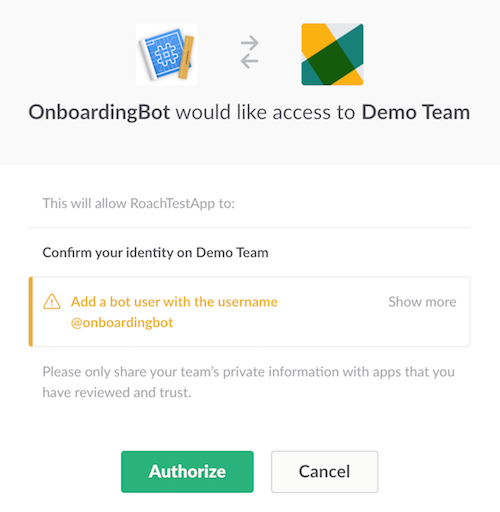 OnboardingBot would like access to Demo Team
This will allow RoachTestApp to:
Confirm your identity on Demo Team
Add a bot user with the username
Show more
@onboardingbot
Please only share your team's private information with apps that you
have reviewed and trust.
Authorize
Cancel